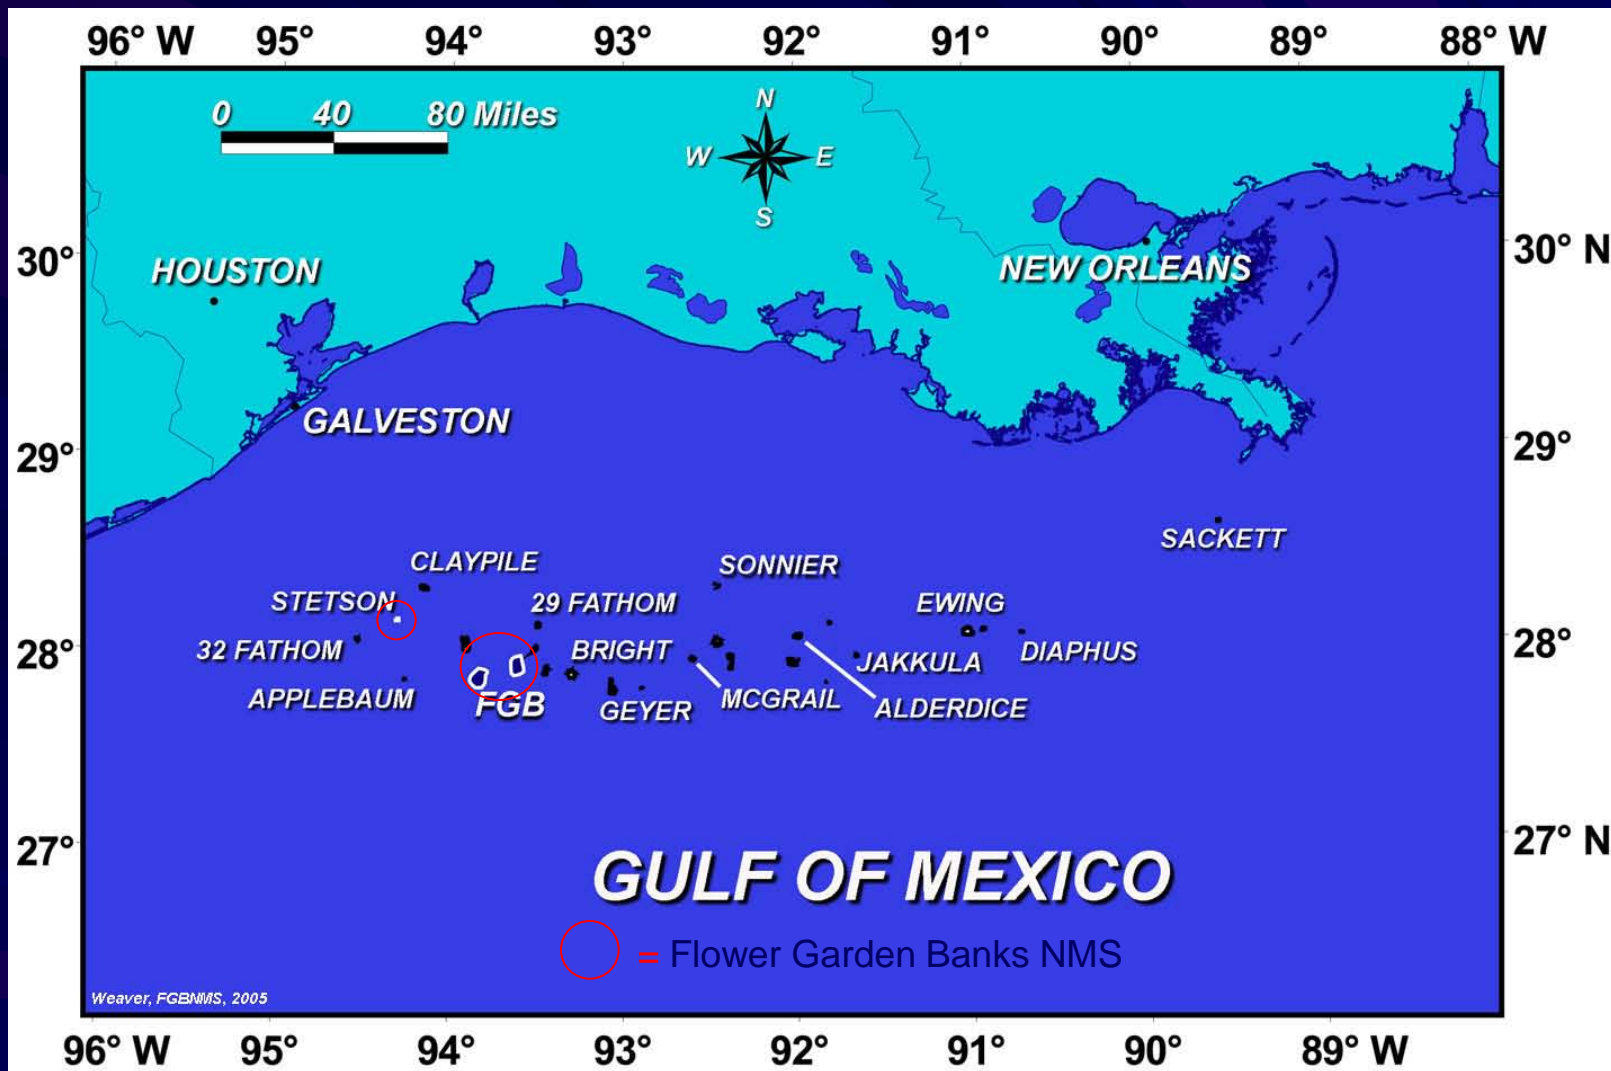 96° W 95° 94° 93° 92° 91° 90° 89° 88° W
0 40 80 Miles
N
W E
S
30° 30° N
HOUSTON
NEW ORLEANS
GALVESTON
29° 29°
SACKETT
CLAYPILE
SONNIER
STETSON
29 FATHOM
EWING
28° 28°
32 FATHOM
BRIGHT
JAKKULA
DIAPHUS
APPLEBAUM
FGB
GEYER
MCGRAIL
ALDERDICE
27° 27° N
GULF OF MEXICO
= Flower Garden Banks NMS
Weaver, FGBNMS, 2005
96° W 95° 94° 93° 92° 91° 90° 89° W